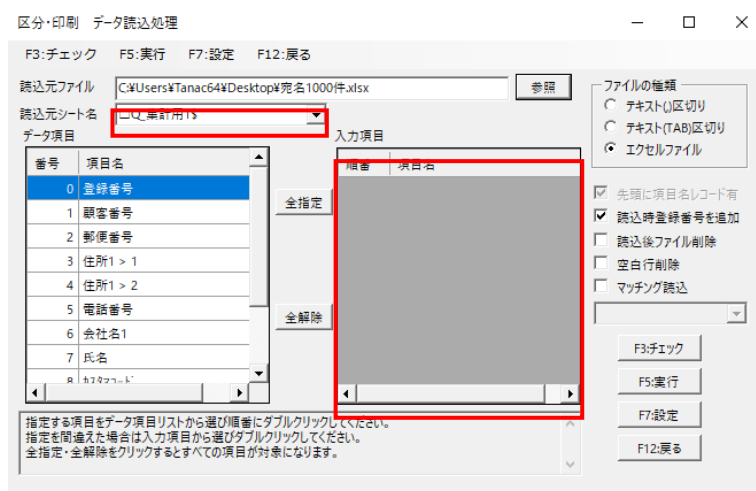 区分・印刷 データ読込処理
F3:チェック F5:実行 F7:設定 F12:戻る
読込元ファイル C:¥Users¥Tanac64¥Desktop¥宛名1000件.xlsx 参照
読込元シート名 ロQ_集計用1$
データ項目
番号 項目名
0 登録番号
1 顧客番号
2 郵便番号
3 住所1 > 1
4 住所1 > 2
5 電話番号
6 会社名1
7 氏名
8 ｶｽﾀﾏｺｰﾄﾞ
全指定
全解除
入力項目
順番 項目名
ファイルの種類
テキスト(,)区切り
テキスト(TAB)区切り
エクセルファイル
先頭に項目名レコード有
読込時登録番号を追加
読込後ファイル削除
空白行削除
マッチング読込
F3:チェック
F5:実行
F7:設定
F12:戻る
指定する項目をデータ項目リストから選び順番にダブルクリックしてください。
指定を間違えた場合は入力項目から選びダブルクリックしてください。
全指定・全解除をクリックするとすべての項目が対象になります。